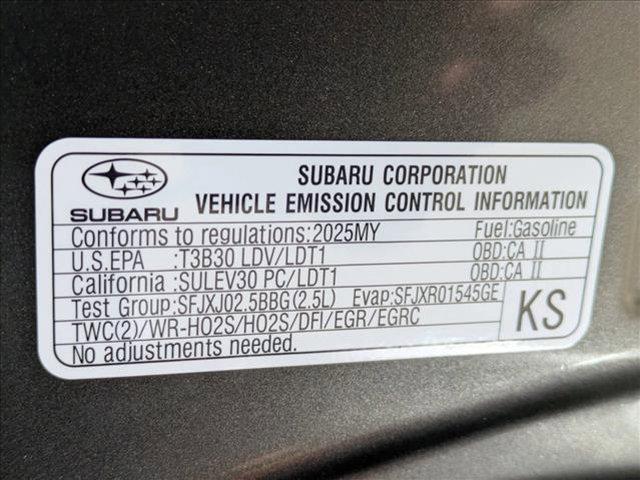 SUBARU CORPORATION
SUBARU VEHICLE EMISSION CONTROL INFORMATION
Conforms to regulations:2025MY Fuel:Gasoline
U.S.EPA :T3B30 LDV/LDT1 OBD:CA II
California :SULEV30 PC/LDT1 OBD:CA II
Test Group:SFJXJ02.5BBG(2.5L) Evap:SFJXR01545GE
TWC(2)/WR-HO2S/HO2S/DFI/EGR/EGRC
No adjustments needed.
KS